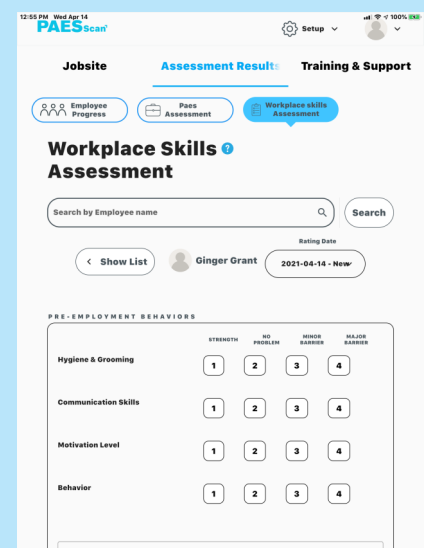 12:55 PM Wed Apr 14
100%
PAES Scan
Setup
Jobsite
Assessment Results
Training & Support
Employee
Progress
Paes
Assessment
Workplace skills
Assessment
Workplace Skills ?
Assessment
Search by Employee name
Search
< Show List
Ginger Grant
Rating Date
2021-04-14 - New
PRE-EMPLOYMENT BEHAVIORS
STRENGTH
NO
PROBLEM
MINOR
BARRIER
MAJOR
BARRIER
Hygiene & Grooming
1 2 3 4
Communication Skills
1 2 3 4
Motivation Level
1 2 3 4
Behavior
1 2 3 4